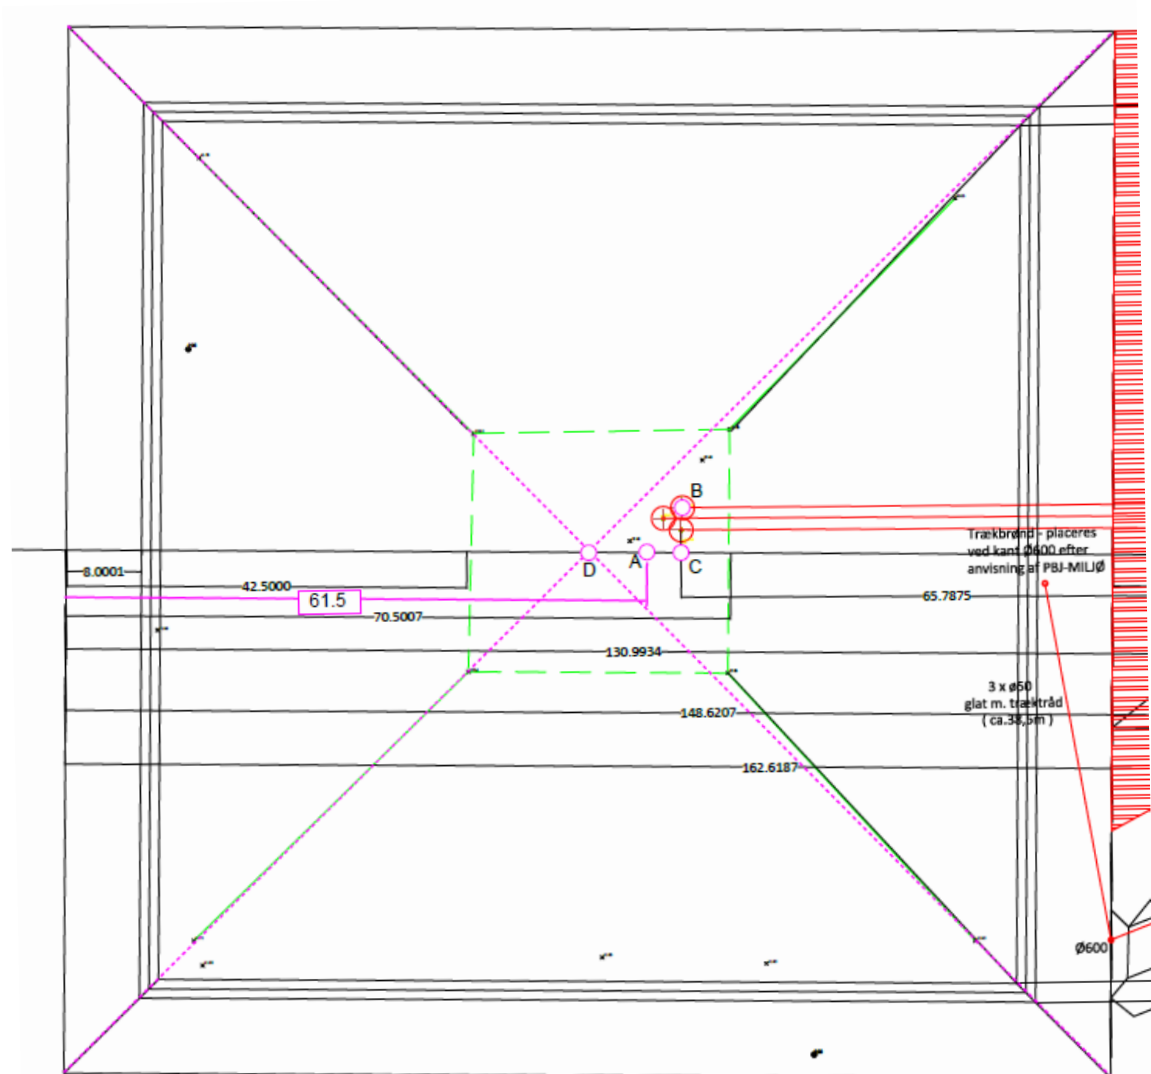 B
Trækbrønd - placeres
ved kant Ø600 efter
anvisning af PBJ-MILJØ
D
A
C
8.0001
42.5000
61.5
65.7875
70.5007
130.9934
3 x ø50
glat m. træktråd
( ca.38,5m )
148.6207
162.6187
Ø600